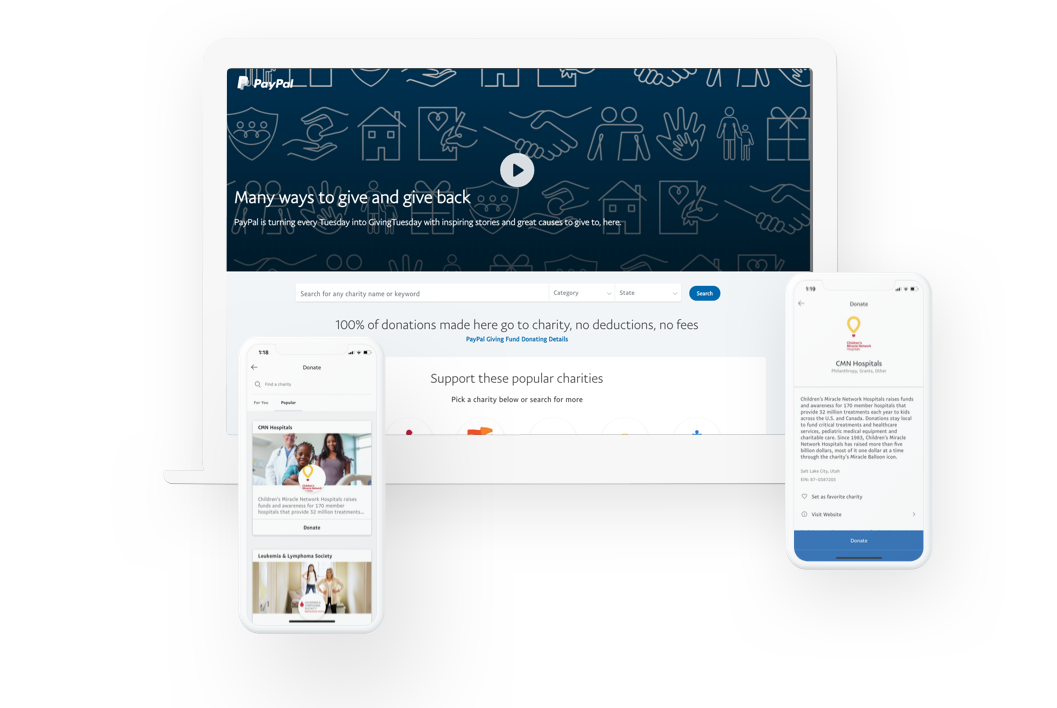 PayPal
Many ways to give and give back
PayPal is turning every Tuesday into GivingTuesday with inspiring stories and great causes to give to, here.
Search for any charity name or keyword
Category
State
Search
100% of donations made here go to charity, no deductions, no fees
PayPal Giving Fund Donating Details
Support these popular charities
Pick a charity below or search for more
1:18
Donate
Find a charity
For You
Popular
CMN Hospitals
Children's
Miracle Network
Hospitals
Children's Miracle Network Hospitals raises
funds and awareness for 170 member
hospitals that provide 32 million treatments...
Donate
Leukemia & Lymphoma Society
1:19
Donate
Children's
Miracle Network
Hospitals
CMN Hospitals
Philanthropy, Grants, Other
Children's Miracle Network Hospitals raises funds
and awareness for 170 member hospitals that
provide 32 million treatments each year to kids
across the U.S. and Canada. Donations stay local
to fund critical treatments and healthcare
services, pediatric medical equipment and
charitable care. Since 1983, Children's Miracle
Network Hospitals has raised more than five
billion dollars, most of it one dollar at a time
through the charity's Miracle Balloon icon.
Salt Lake City, Utah
EIN: 87-0387205
Set as favorite charity
Visit Website
Donate